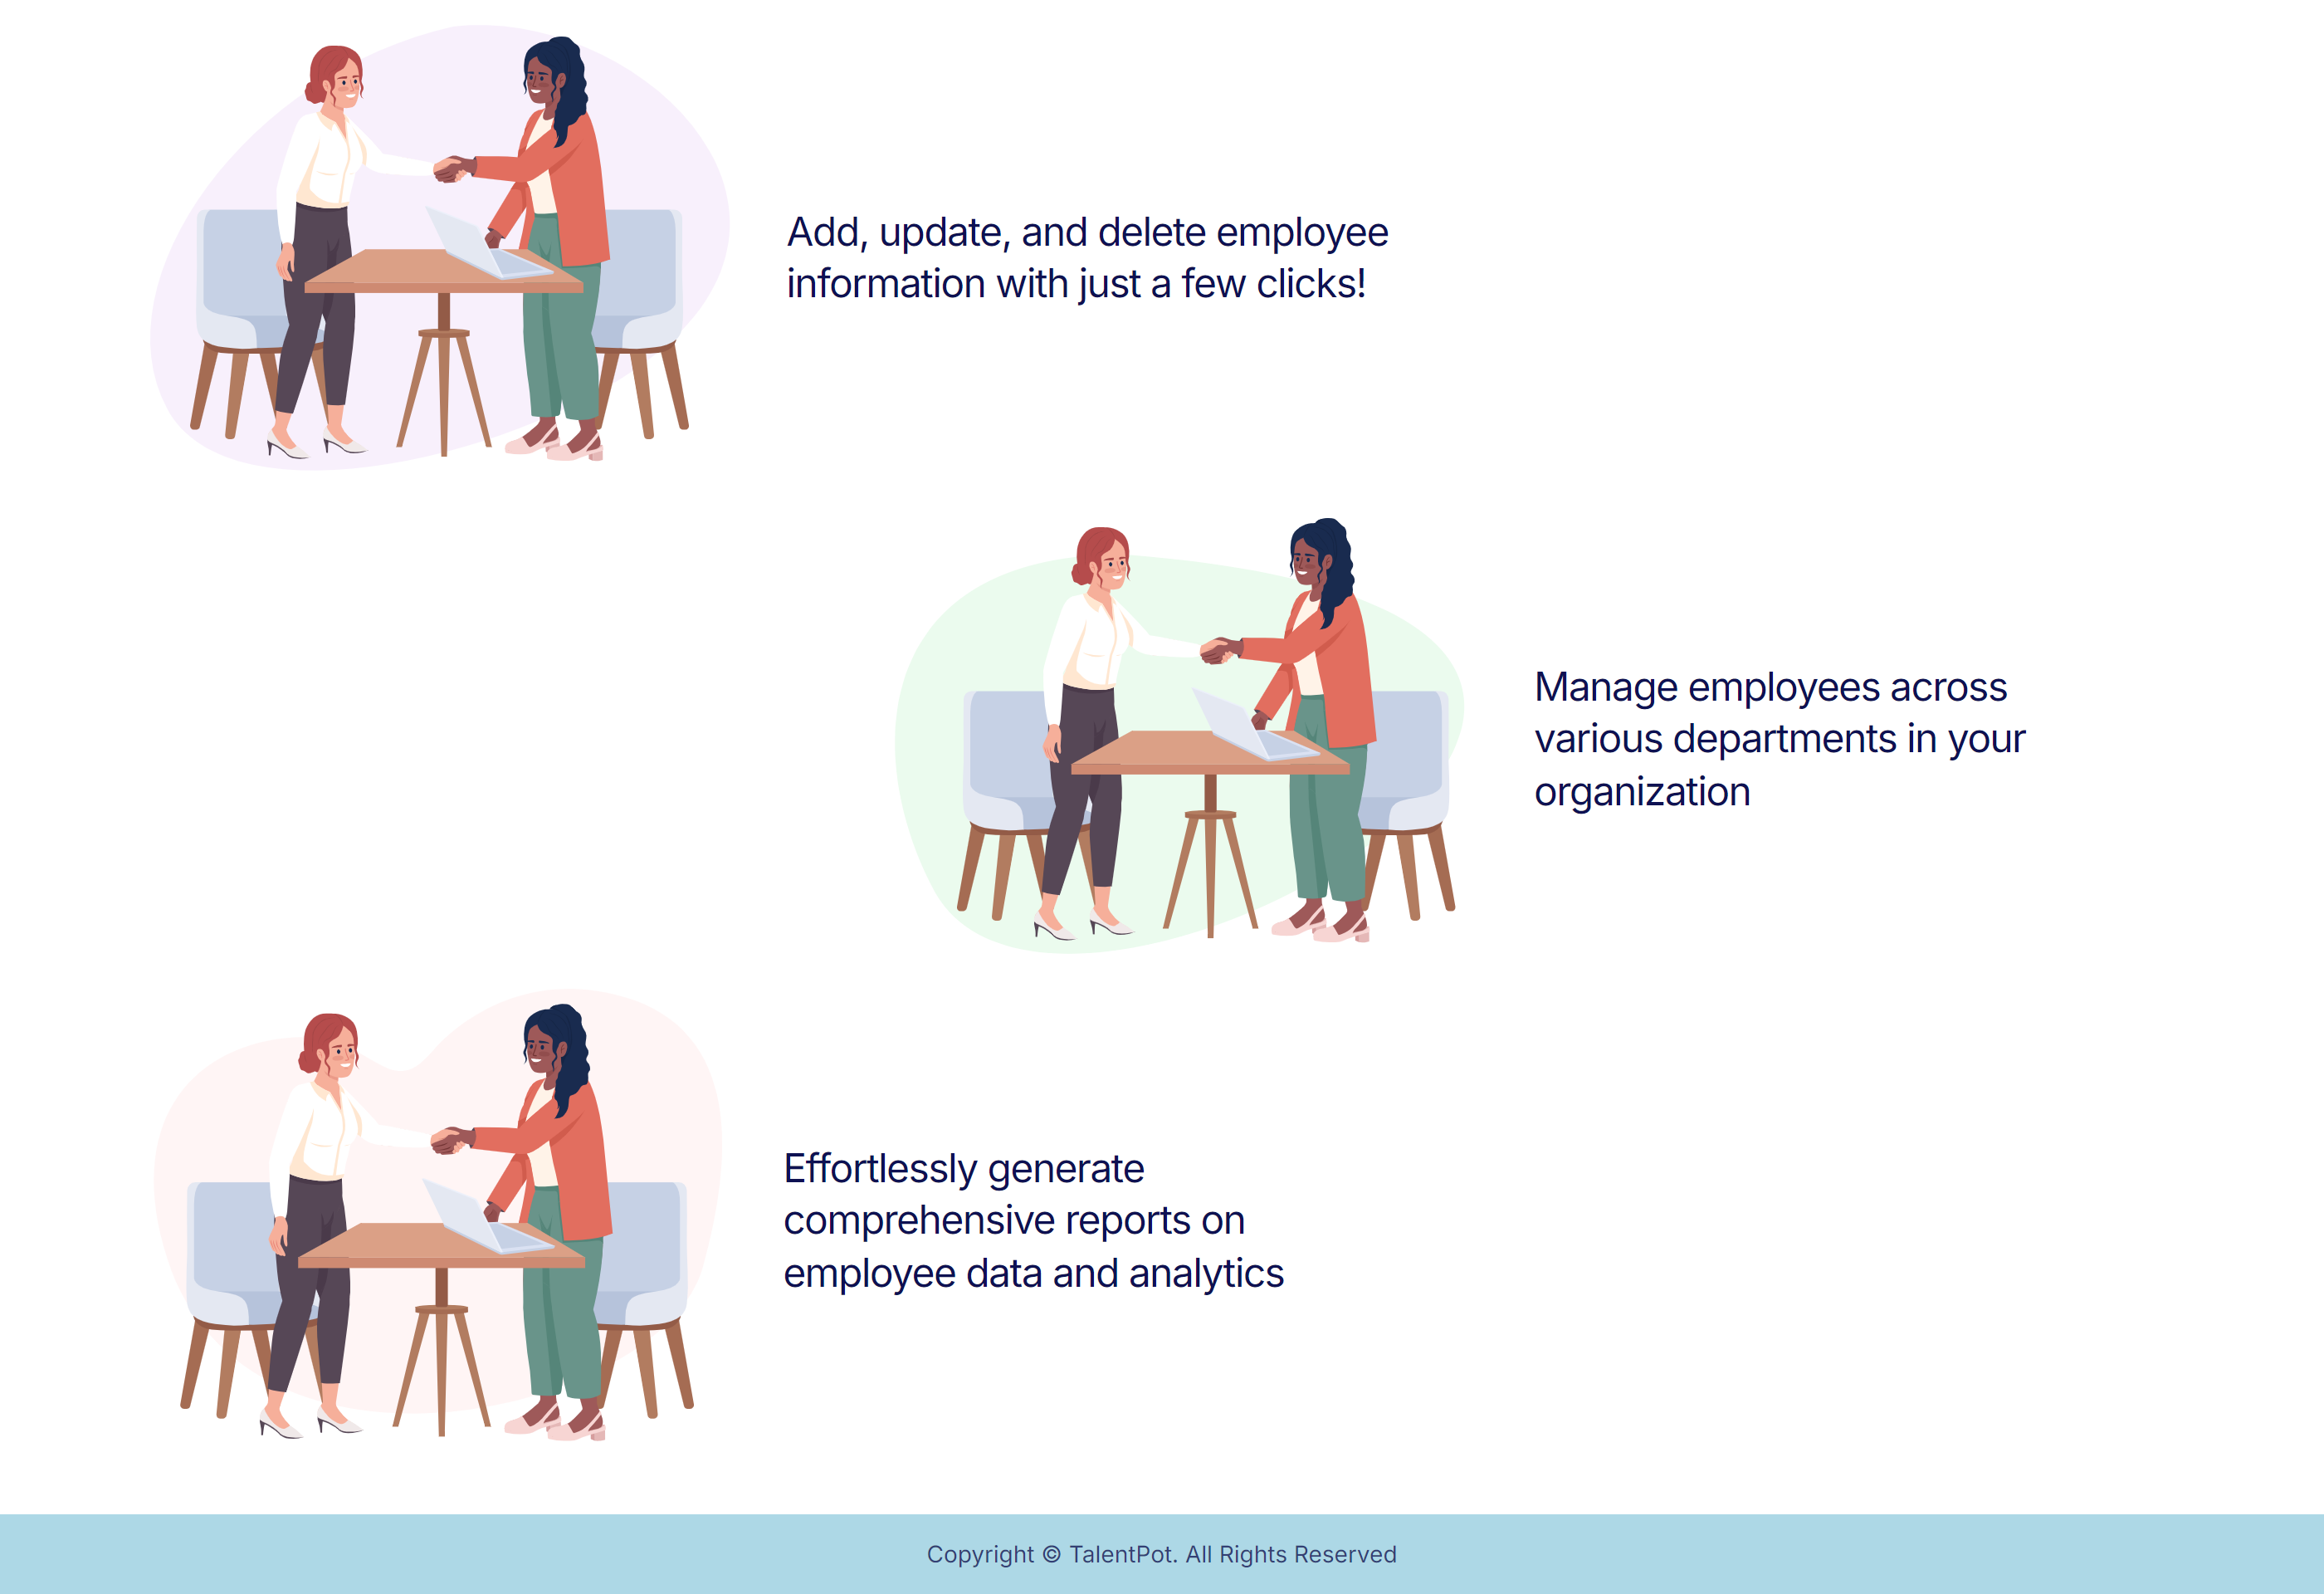 Add, update, and delete employee
information with just a few clicks!
Manage employees across
various departments in your
organization
Effortlessly generate
comprehensive reports on
employee data and analytics
Copyright © TalentPot. All Rights Reserved